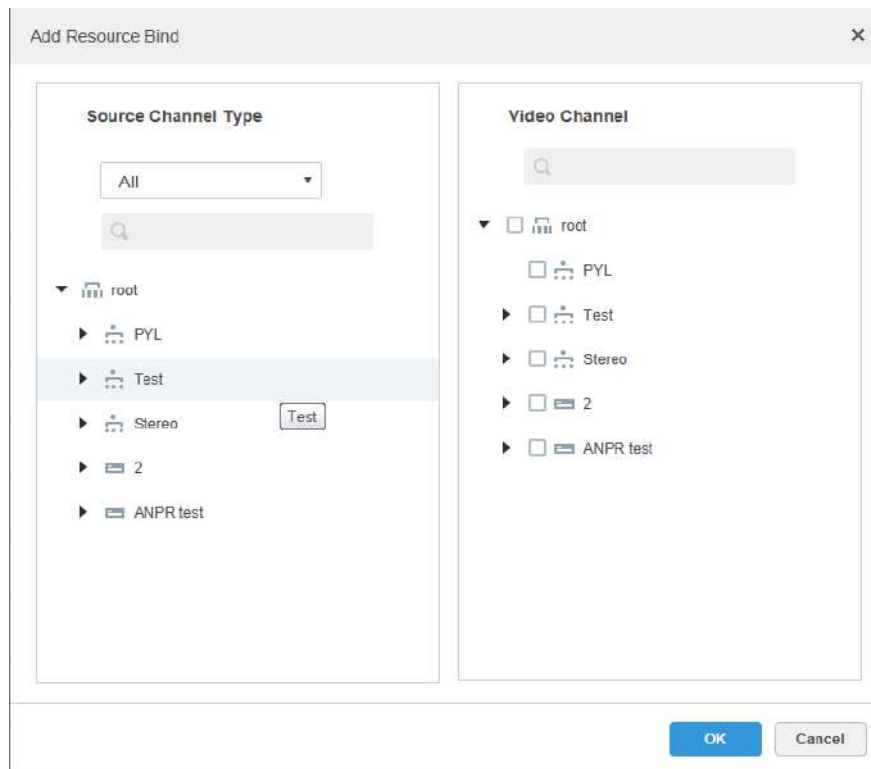 Add Resource Bind
Source Channel Type
All
root
PYL
Test
Stereo
Test
2
ANPR test
Video Channel
root
PYL
Test
Stereo
2
ANPR test
OK
Cancel